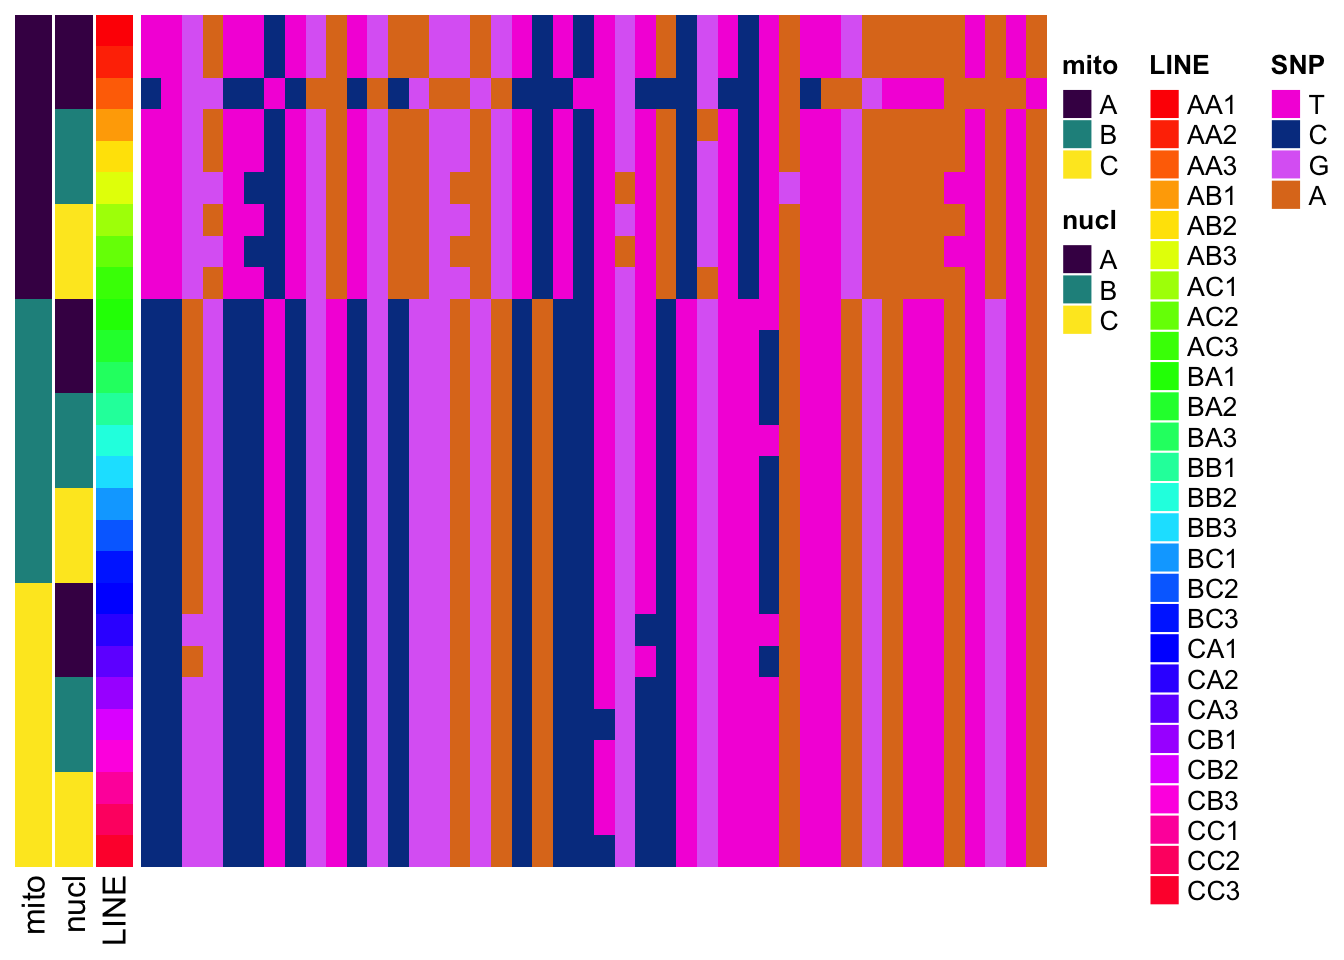 mito
A
B
C
nucl
A
B
C
LINE
AA1
AA2
AA3
AB1
AB2
AB3
AC1
AC2
AC3
BA1
BA2
BA3
BB1
BB2
BB3
BC1
BC2
BC3
CA1
CA2
CA3
CB1
CB2
CB3
CC1
CC2
CC3
SNP
T
C
G
A
mito
nucl
LINE